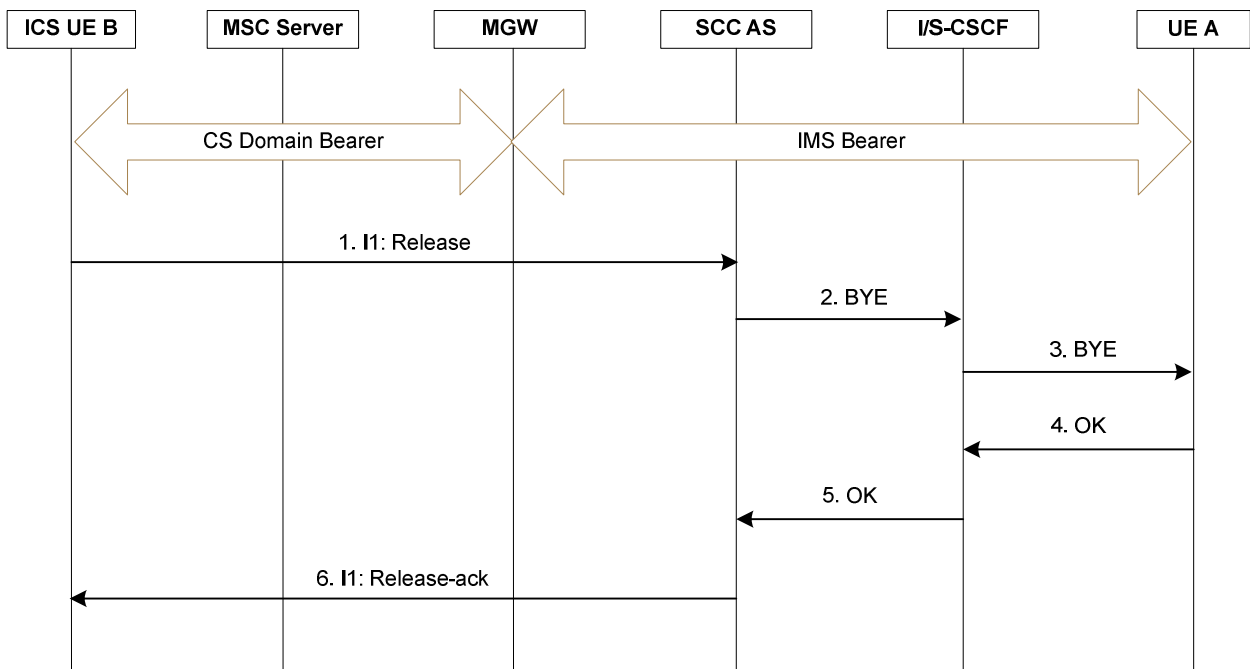 ICS UE B
MSC Server
MGW
SCC AS
I/S-CSCF
UE A
CS Domain Bearer
IMS Bearer
1. I1: Release
2. BYE
3. BYE
4. OK
5. OK
6. I1: Release-ack